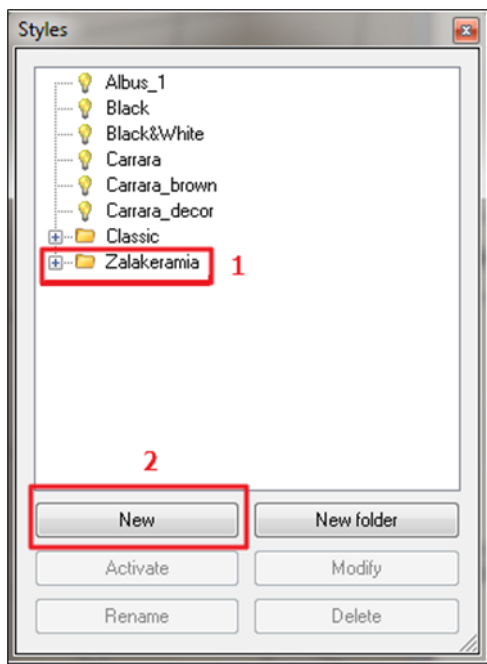 Styles
Albus_1
Black
Black&White
Carrara
Carrara_brown
Carrara_decor
Classic
Zalakeramia 1
2
New New folder
Activate Modify
Rename Delete